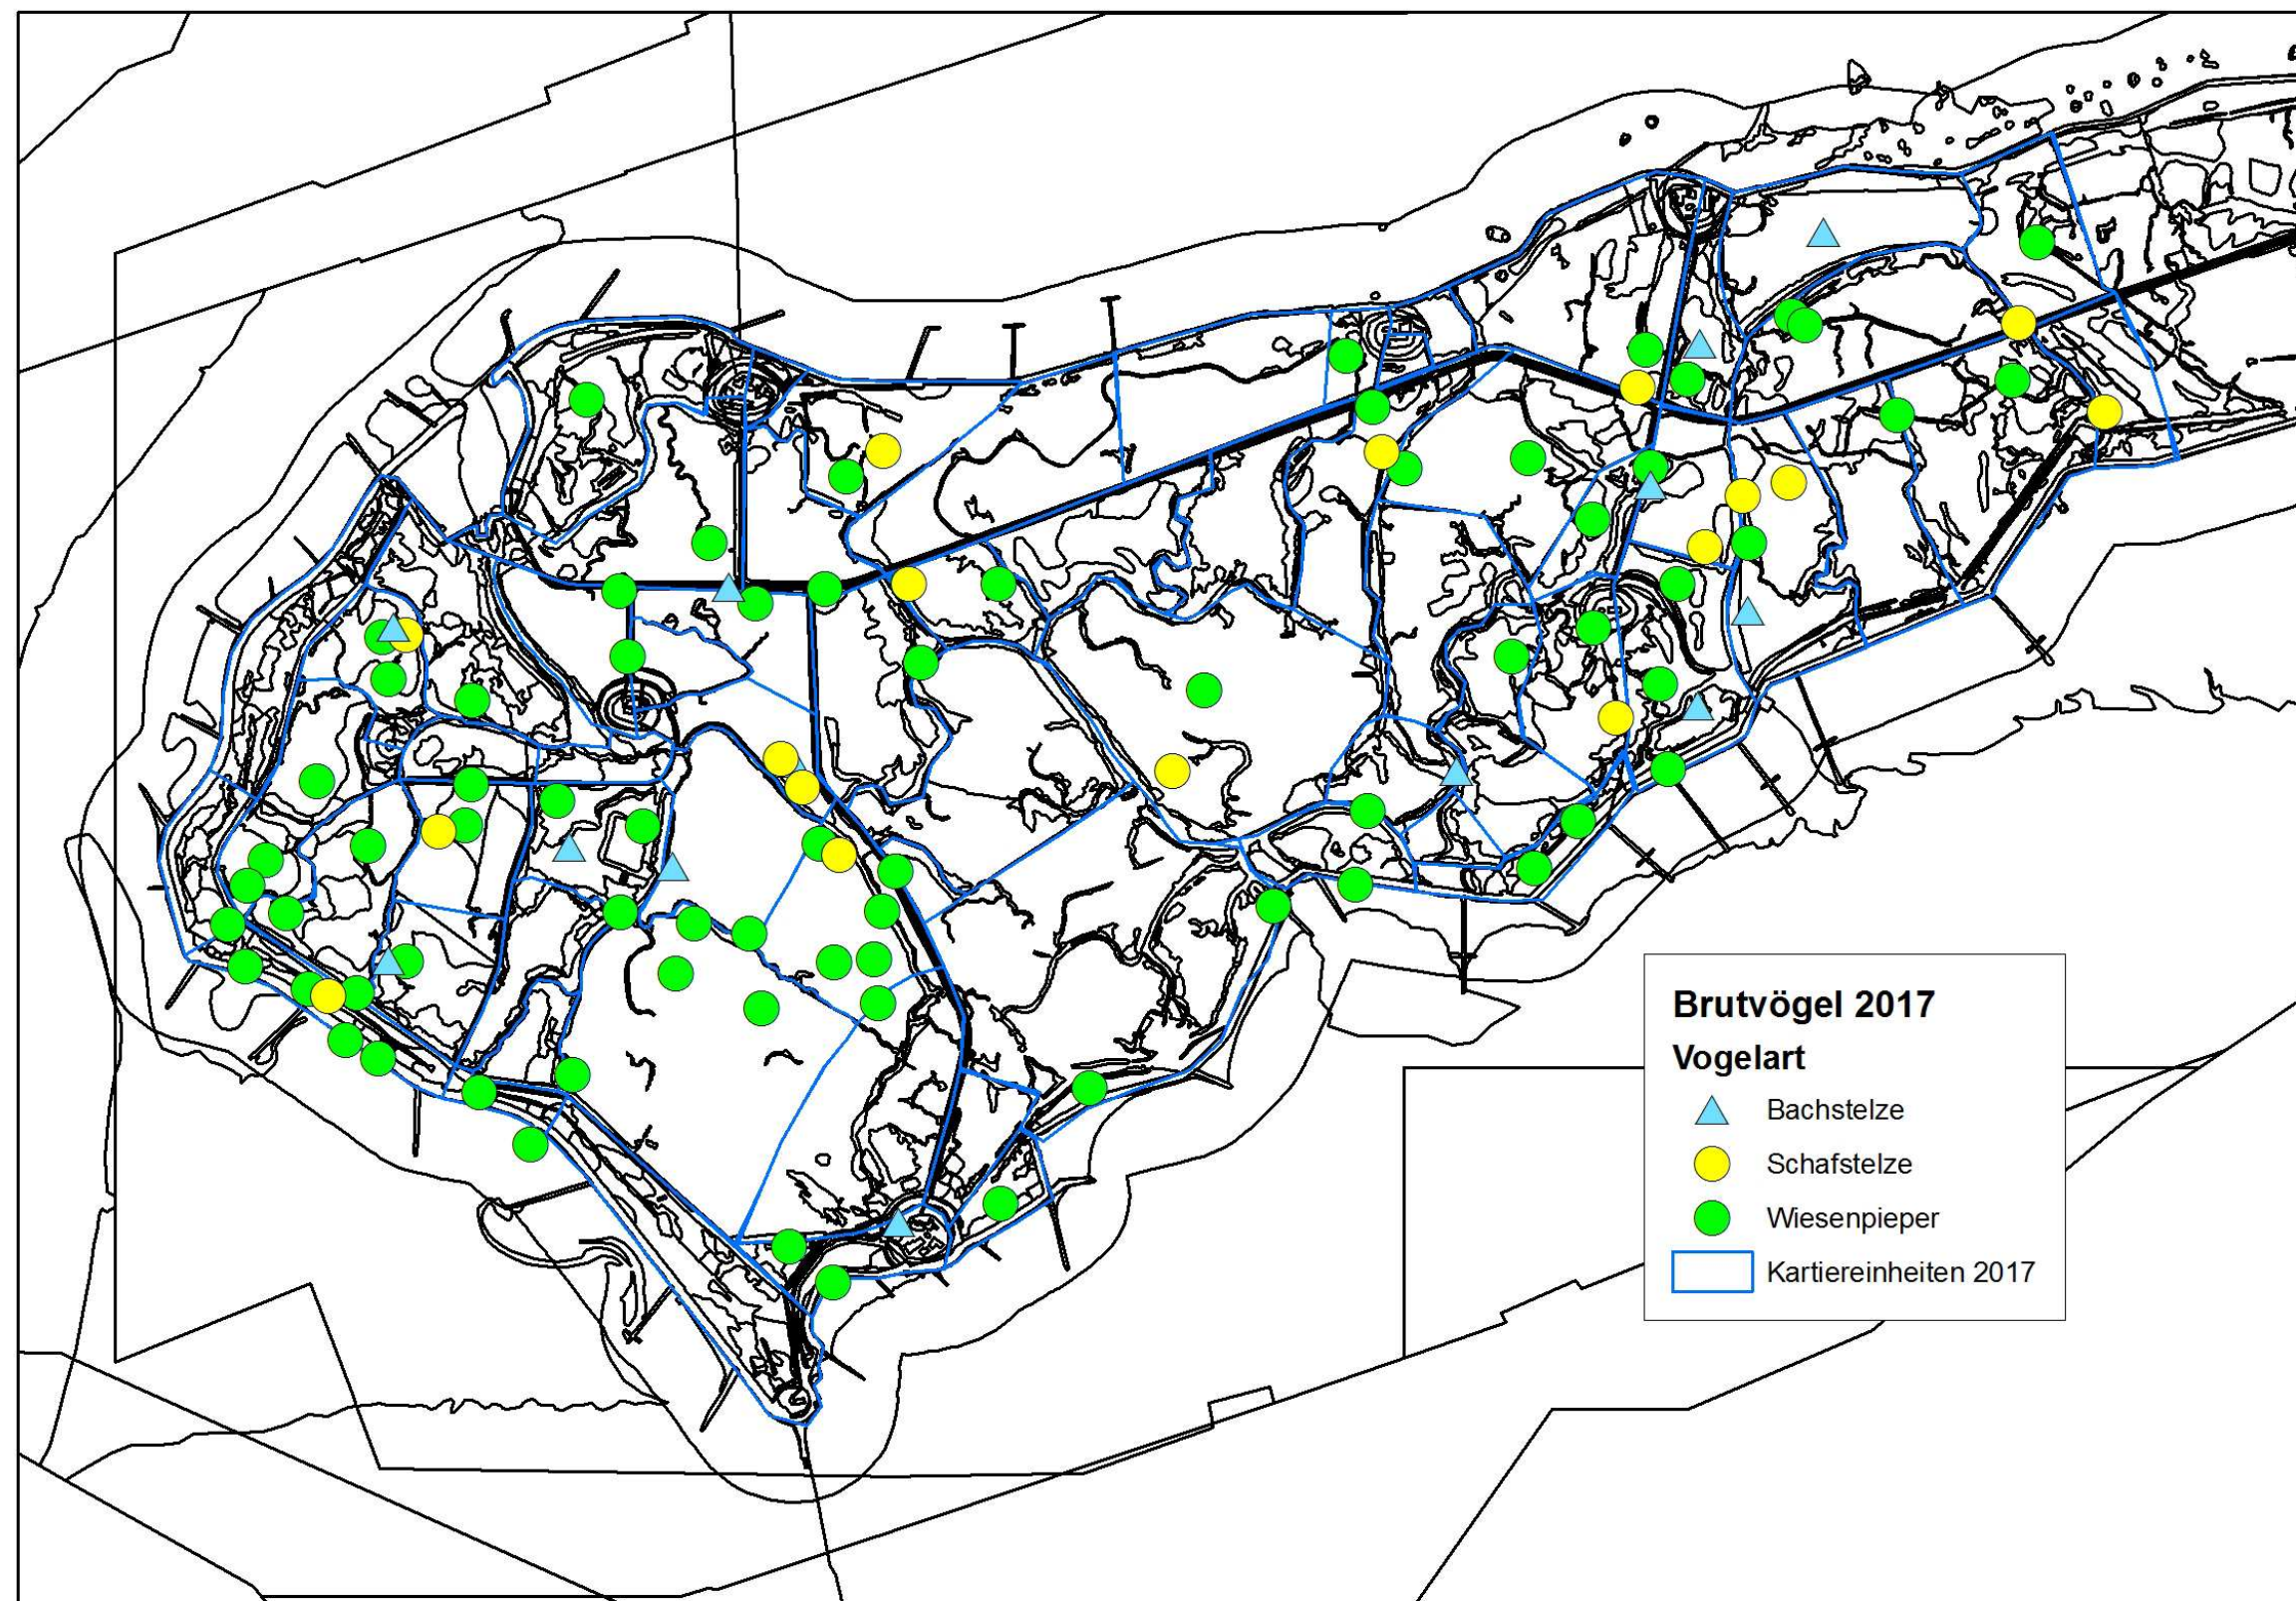 Brutvögel 2017
Vogelart
Bachstelze
Schafstelze
Wiesenpieper
Kartiereinheiten 2017